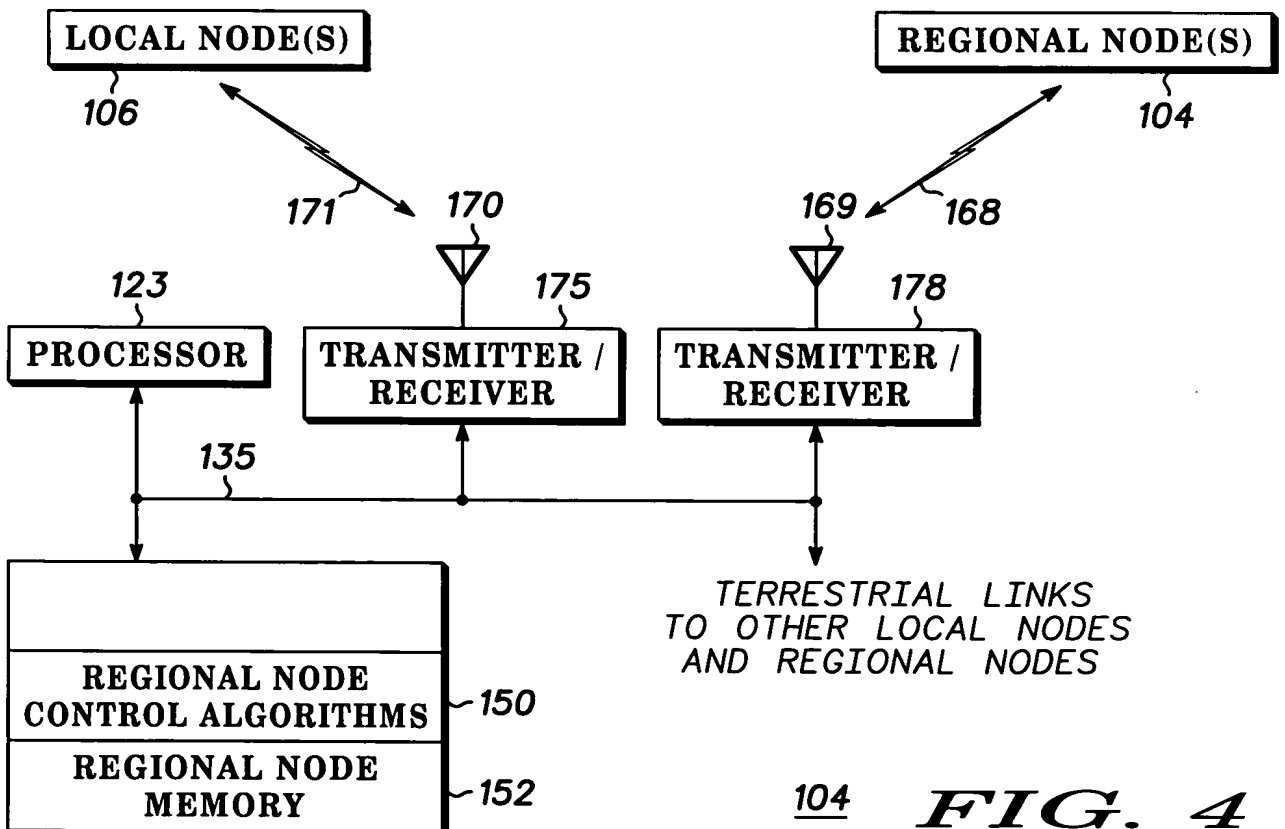 LOCAL NODE(S)
REGIONAL NODE(S)
106
104
171
170
169
168
123
175
178
PROCESSOR
TRANSMITTER /
RECEIVER
TRANSMITTER /
RECEIVER
135
TERRESTRIAL LINKS
TO OTHER LOCAL NODES
AND REGIONAL NODES
REGIONAL NODE
CONTROL ALGORITHMS
150
REGIONAL NODE
MEMORY
152
104 FIG. 4